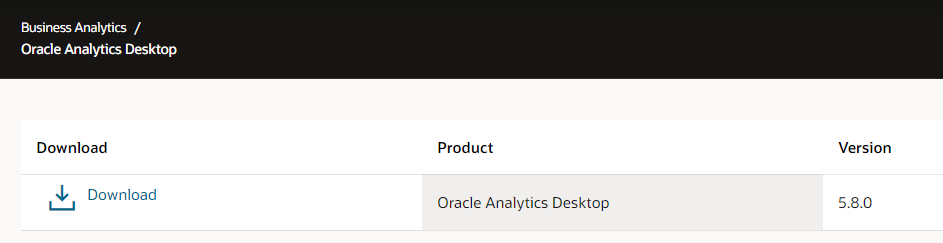 Business Analytics /
Oracle Analytics Desktop
Download Product Version
Download Oracle Analytics Desktop 5.8.0